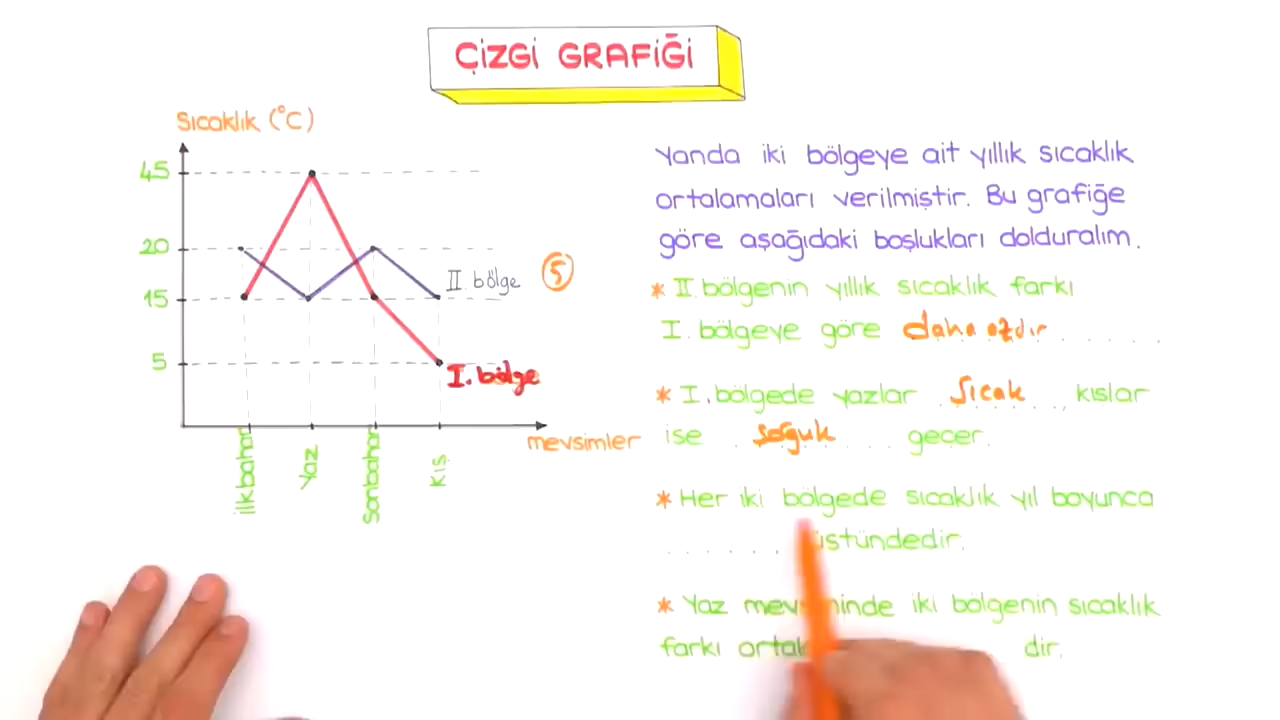 ÇİZGİ GRAFİĞİ
Sıcaklık (°C)
45
20
15
5
II. bölge
5
I. bölge
mevsimler
ilkbahar
Yaz
Sonbahar
Kıs
Yanda iki bölgeye ait yıllık sıcaklık
ortalamaları verilmiştir. Bu grafiğe
göre aşağıdaki boşlukları dolduralım.
* II. bölgenin yıllık sıcaklık farkı
I. bölgeye göre daha azdır . . . . .
* I. bölgede yazlar sıcak , kıslar
ise soğuk geçer.
* Her iki bölgede sıcaklık yıl boyunca
. . . . . üstündedir.
* Yaz iki bölgenin sıcaklık
farkı dir.